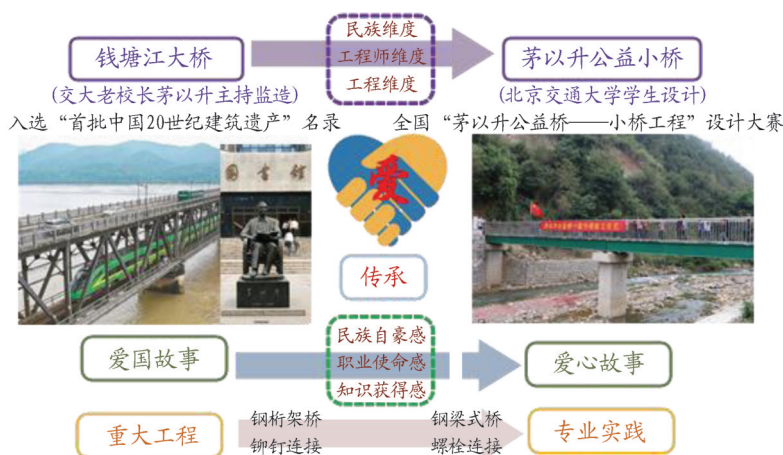 民族维度
钱塘江大桥
工程师维度
茅以升公益小桥
工程维度
(交大老校长茅以升主持监造)
(北京交通大学学生设计)
入选“首批中国20世纪建筑遗产”名录
全国“茅以升公益桥——小桥工程”设计大赛
图书馆
爱
传承
民族自豪感
爱国故事
职业使命感
爱心故事
知识获得感
重大工程
钢桁架桥
钢梁式桥
铆钉连接
螺栓连接
专业实践